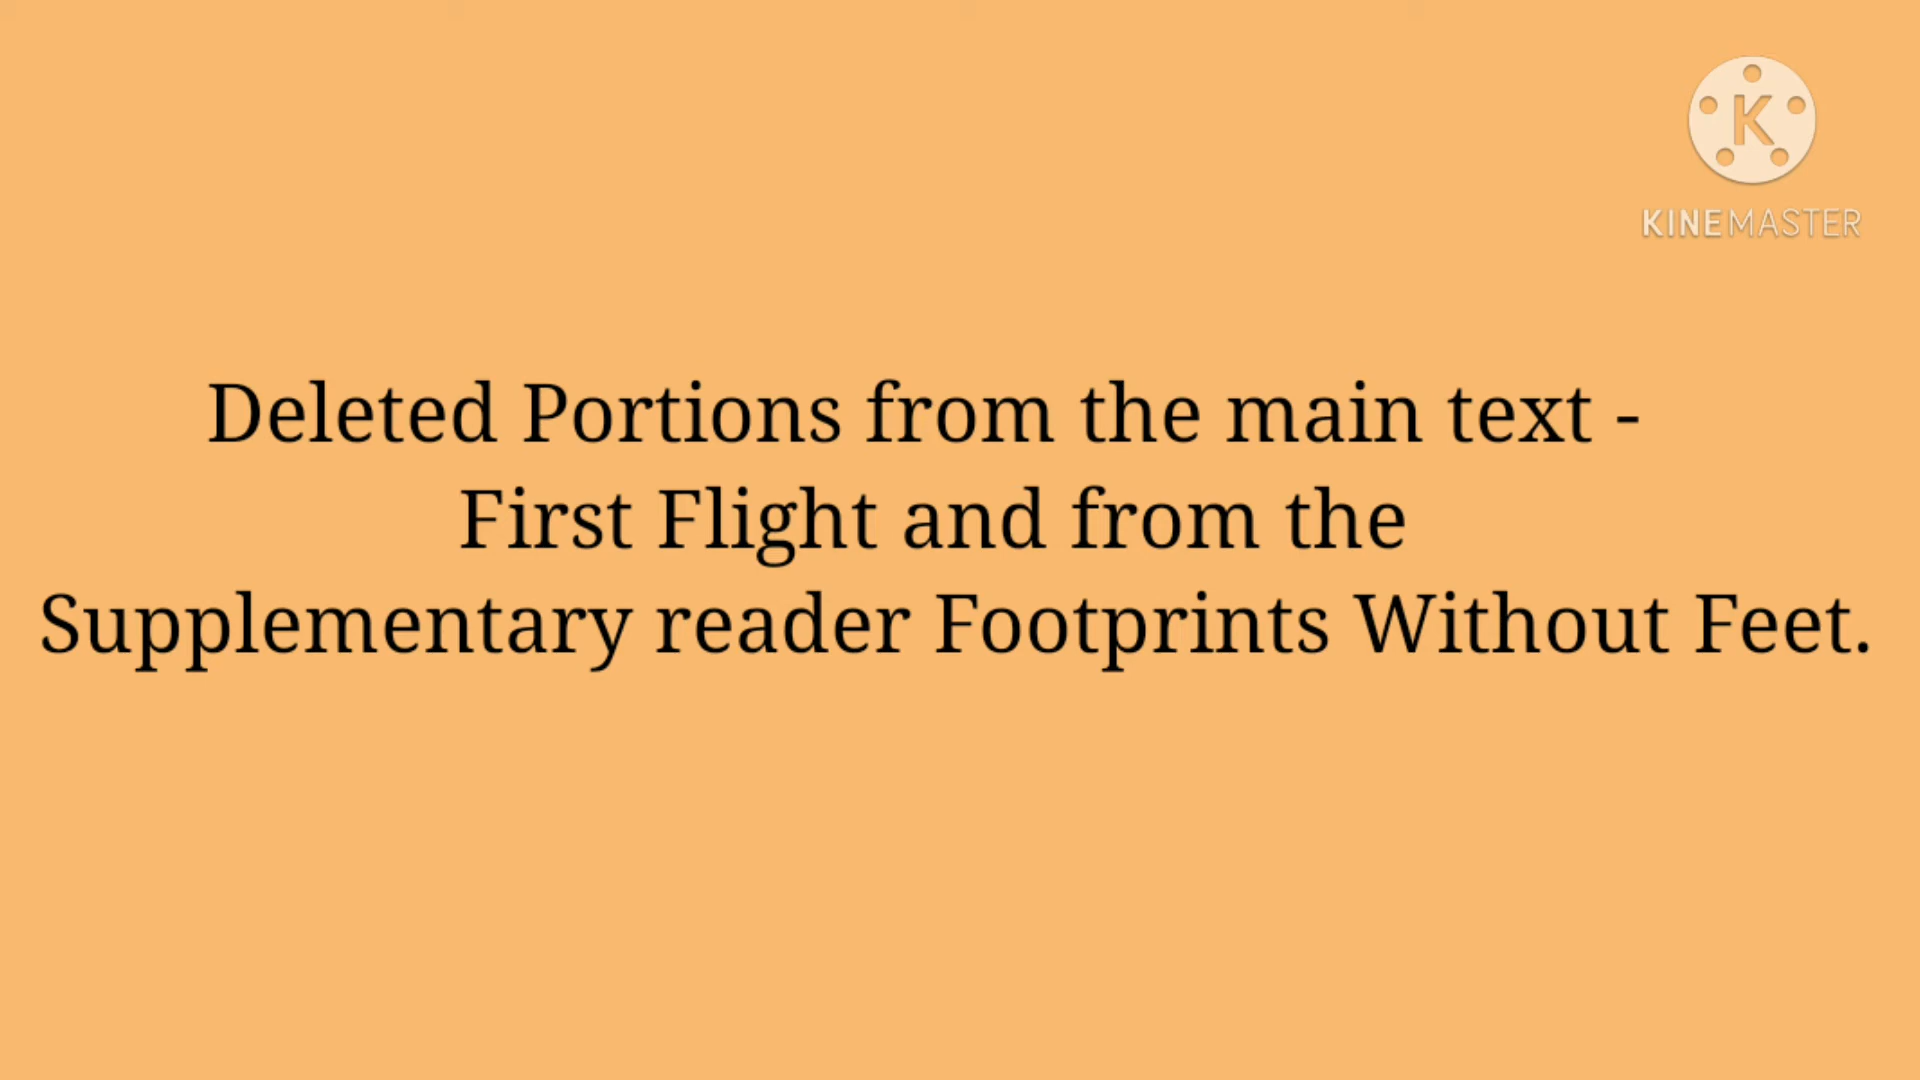 K
KINEMASTER
Deleted Portions from the main text -
First Flight and from the
Supplementary reader Footprints Without Feet.